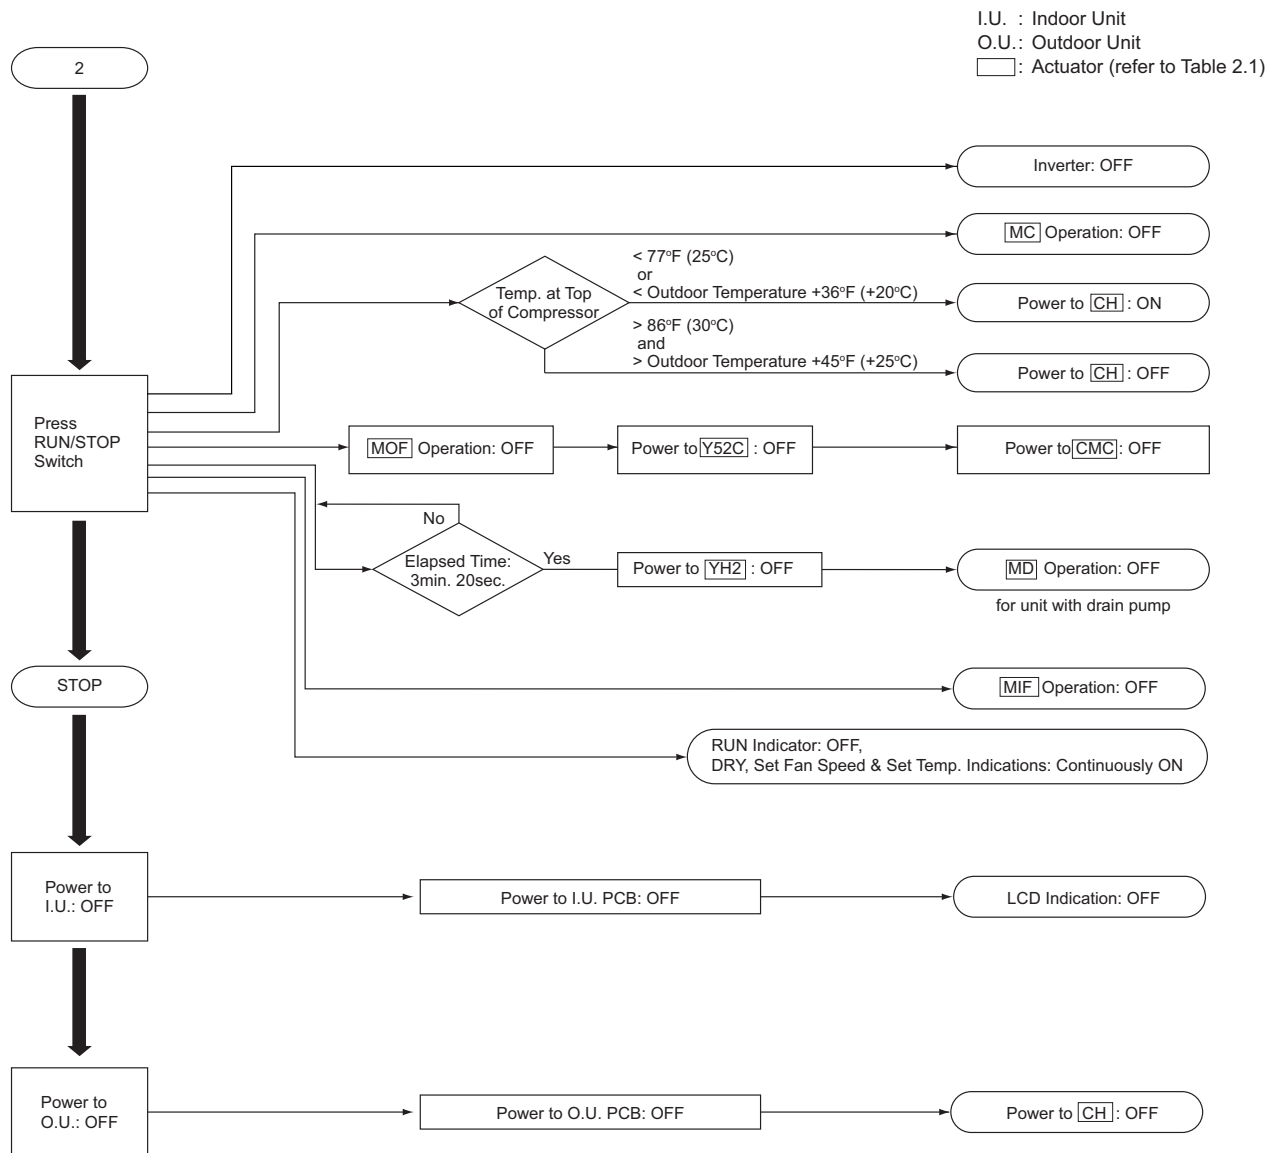 I.U. : Indoor Unit
O.U. : Outdoor Unit
: Actuator (refer to Table 2.1)
2
Inverter: OFF
MC Operation: OFF
< 77°F (25°C)
or
< Outdoor Temperature +36°F (+20°C)
Temp. at Top
of Compressor
Power to CH : ON
> 86°F (30°C)
and
> Outdoor Temperature +45°F (+25°C)
Power to CH : OFF
Press
RUN/STOP
Switch
MOF Operation: OFF
Power to Y52C : OFF
Power to CMC : OFF
No
Elapsed Time:
3min. 20sec.
Yes
Power to YH2 : OFF
MD Operation: OFF
for unit with drain pump
STOP
MIF Operation: OFF
RUN Indicator: OFF,
DRY, Set Fan Speed & Set Temp. Indications: Continuously ON
Power to
I.U.: OFF
Power to I.U. PCB: OFF
LCD Indication: OFF
Power to
O.U.: OFF
Power to O.U. PCB: OFF
Power to CH : OFF